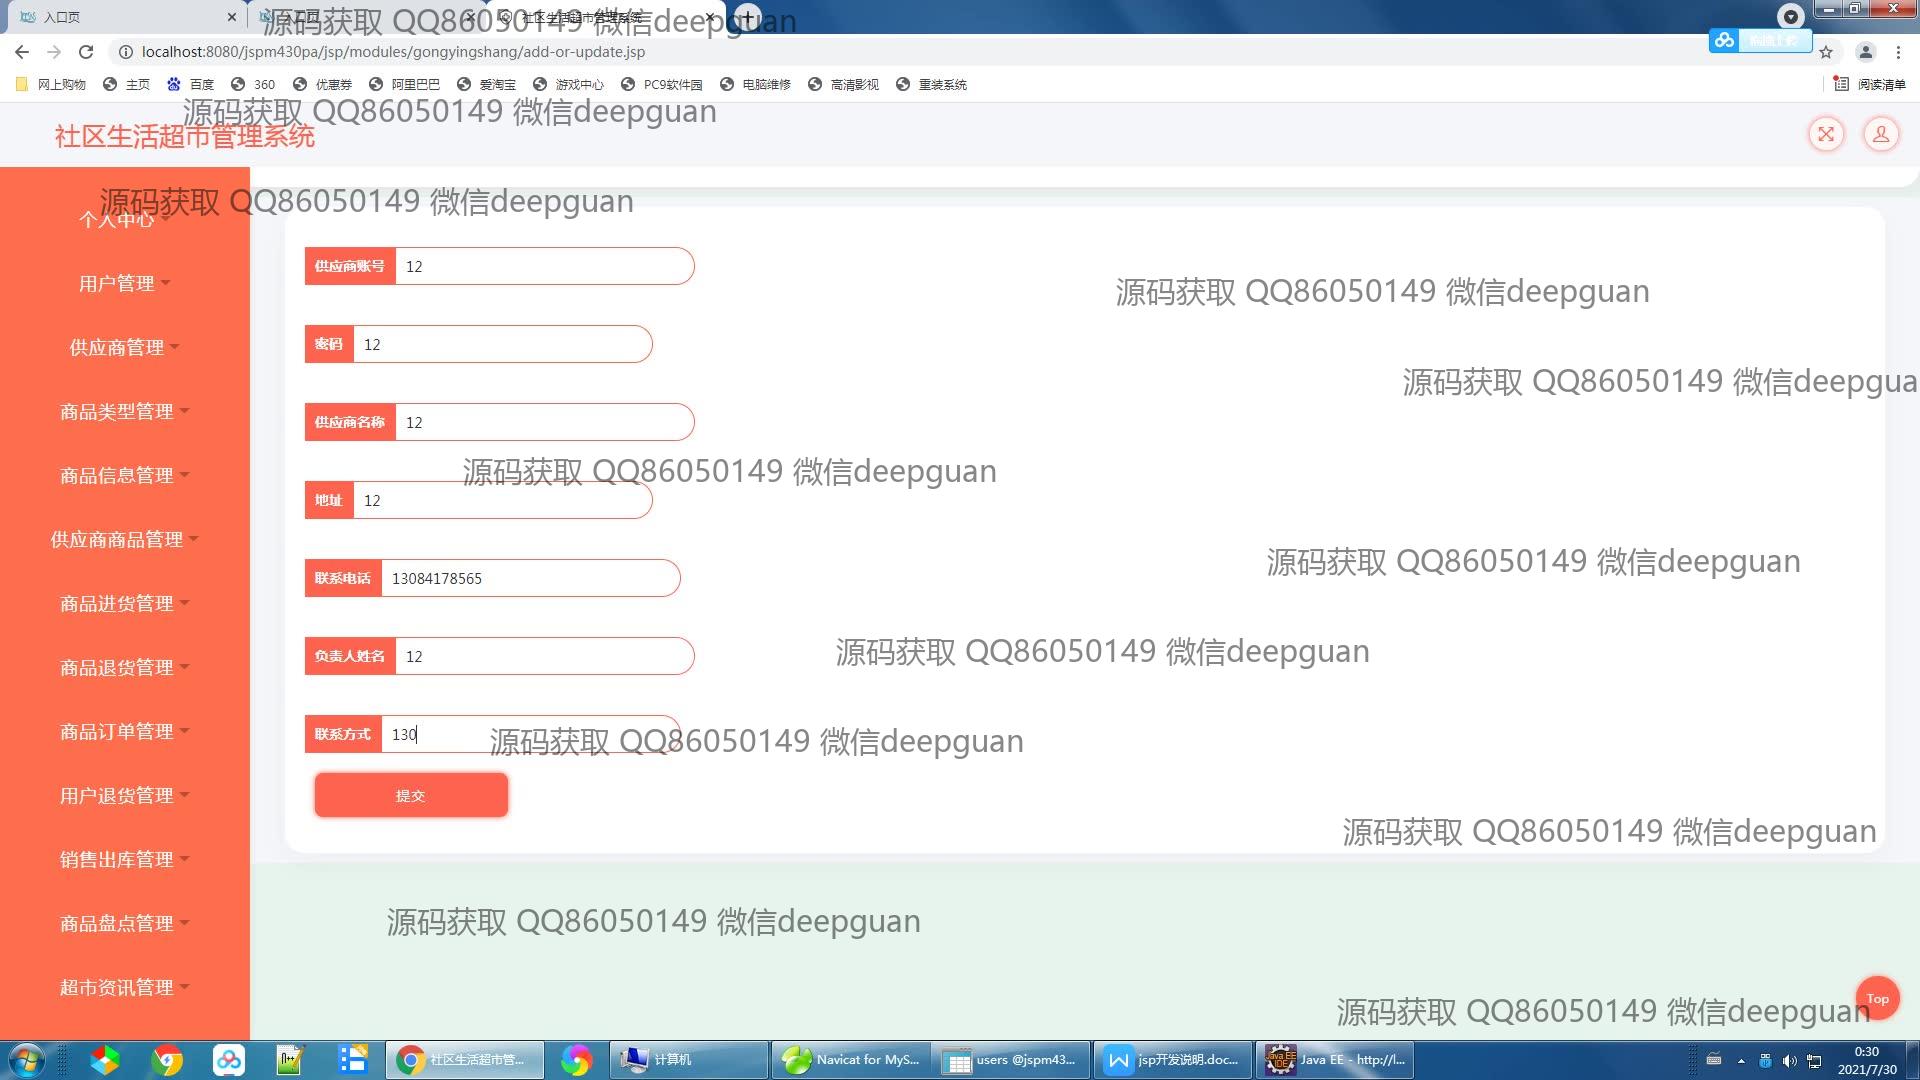 入口页
入口页
社区生活超市管理系统
源码获取 QQ86050149 微信deepguan
localhost:8080/jspm430pa/jsp/modules/gongyingshang/add-or-update.jsp
网上购物 主页 百度 360 优惠券 阿里巴巴 爱淘宝 游戏中心 PC9软件园 电脑维修 高清影视 重装系统 阅读清单
源码获取 QQ86050149 微信deepguan
社区生活超市管理系统
源码获取 QQ86050149 微信deepguan
个人中心
用户管理
供应商管理
商品类型管理
商品信息管理
供应商商品管理
商品进货管理
商品退货管理
商品订单管理
用户退货管理
销售出库管理
商品盘点管理
超市资讯管理
供应商账号 12
源码获取 QQ86050149 微信deepguan
密码 12
源码获取 QQ86050149 微信deepgua
供应商名称 12
源码获取 QQ86050149 微信deepguan
地址 12
源码获取 QQ86050149 微信deepguan
联系电话 13084178565
负责人姓名 12
源码获取 QQ86050149 微信deepguan
联系方式 130
源码获取 QQ86050149 微信deepguan
提交
源码获取 QQ86050149 微信deepguan
源码获取 QQ86050149 微信deepguan
源码获取 QQ86050149 微信deepguan
Top
社区生活超市管... 计算机 Navicat for MyS... users @jspm43... jsp开发说明.doc... Java EE - http://l...
0:30
2021/7/30